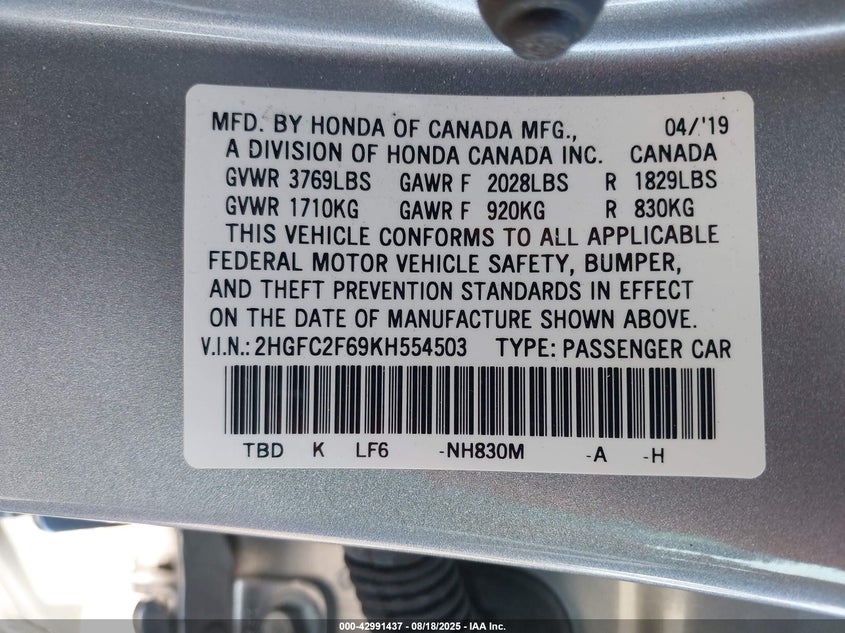 MFD. BY HONDA OF CANADA MFG., 04/'19
A DIVISION OF HONDA CANADA INC. CANADA
GVWR 3769LBS GAWR F 2028LBS R 1829LBS
GVWR 1710KG GAWR F 920KG R 830KG
THIS VEHICLE CONFORMS TO ALL APPLICABLE
FEDERAL MOTOR VEHICLE SAFETY, BUMPER,
AND THEFT PREVENTION STANDARDS IN EFFECT
ON THE DATE OF MANUFACTURE SHOWN ABOVE.
V.I.N.: 2HGFC2F69KH554503 TYPE: PASSENGER CAR
TBD K LF6 -NH830M -A -H
000-42991437 - 08/18/2025 - IAA Inc.